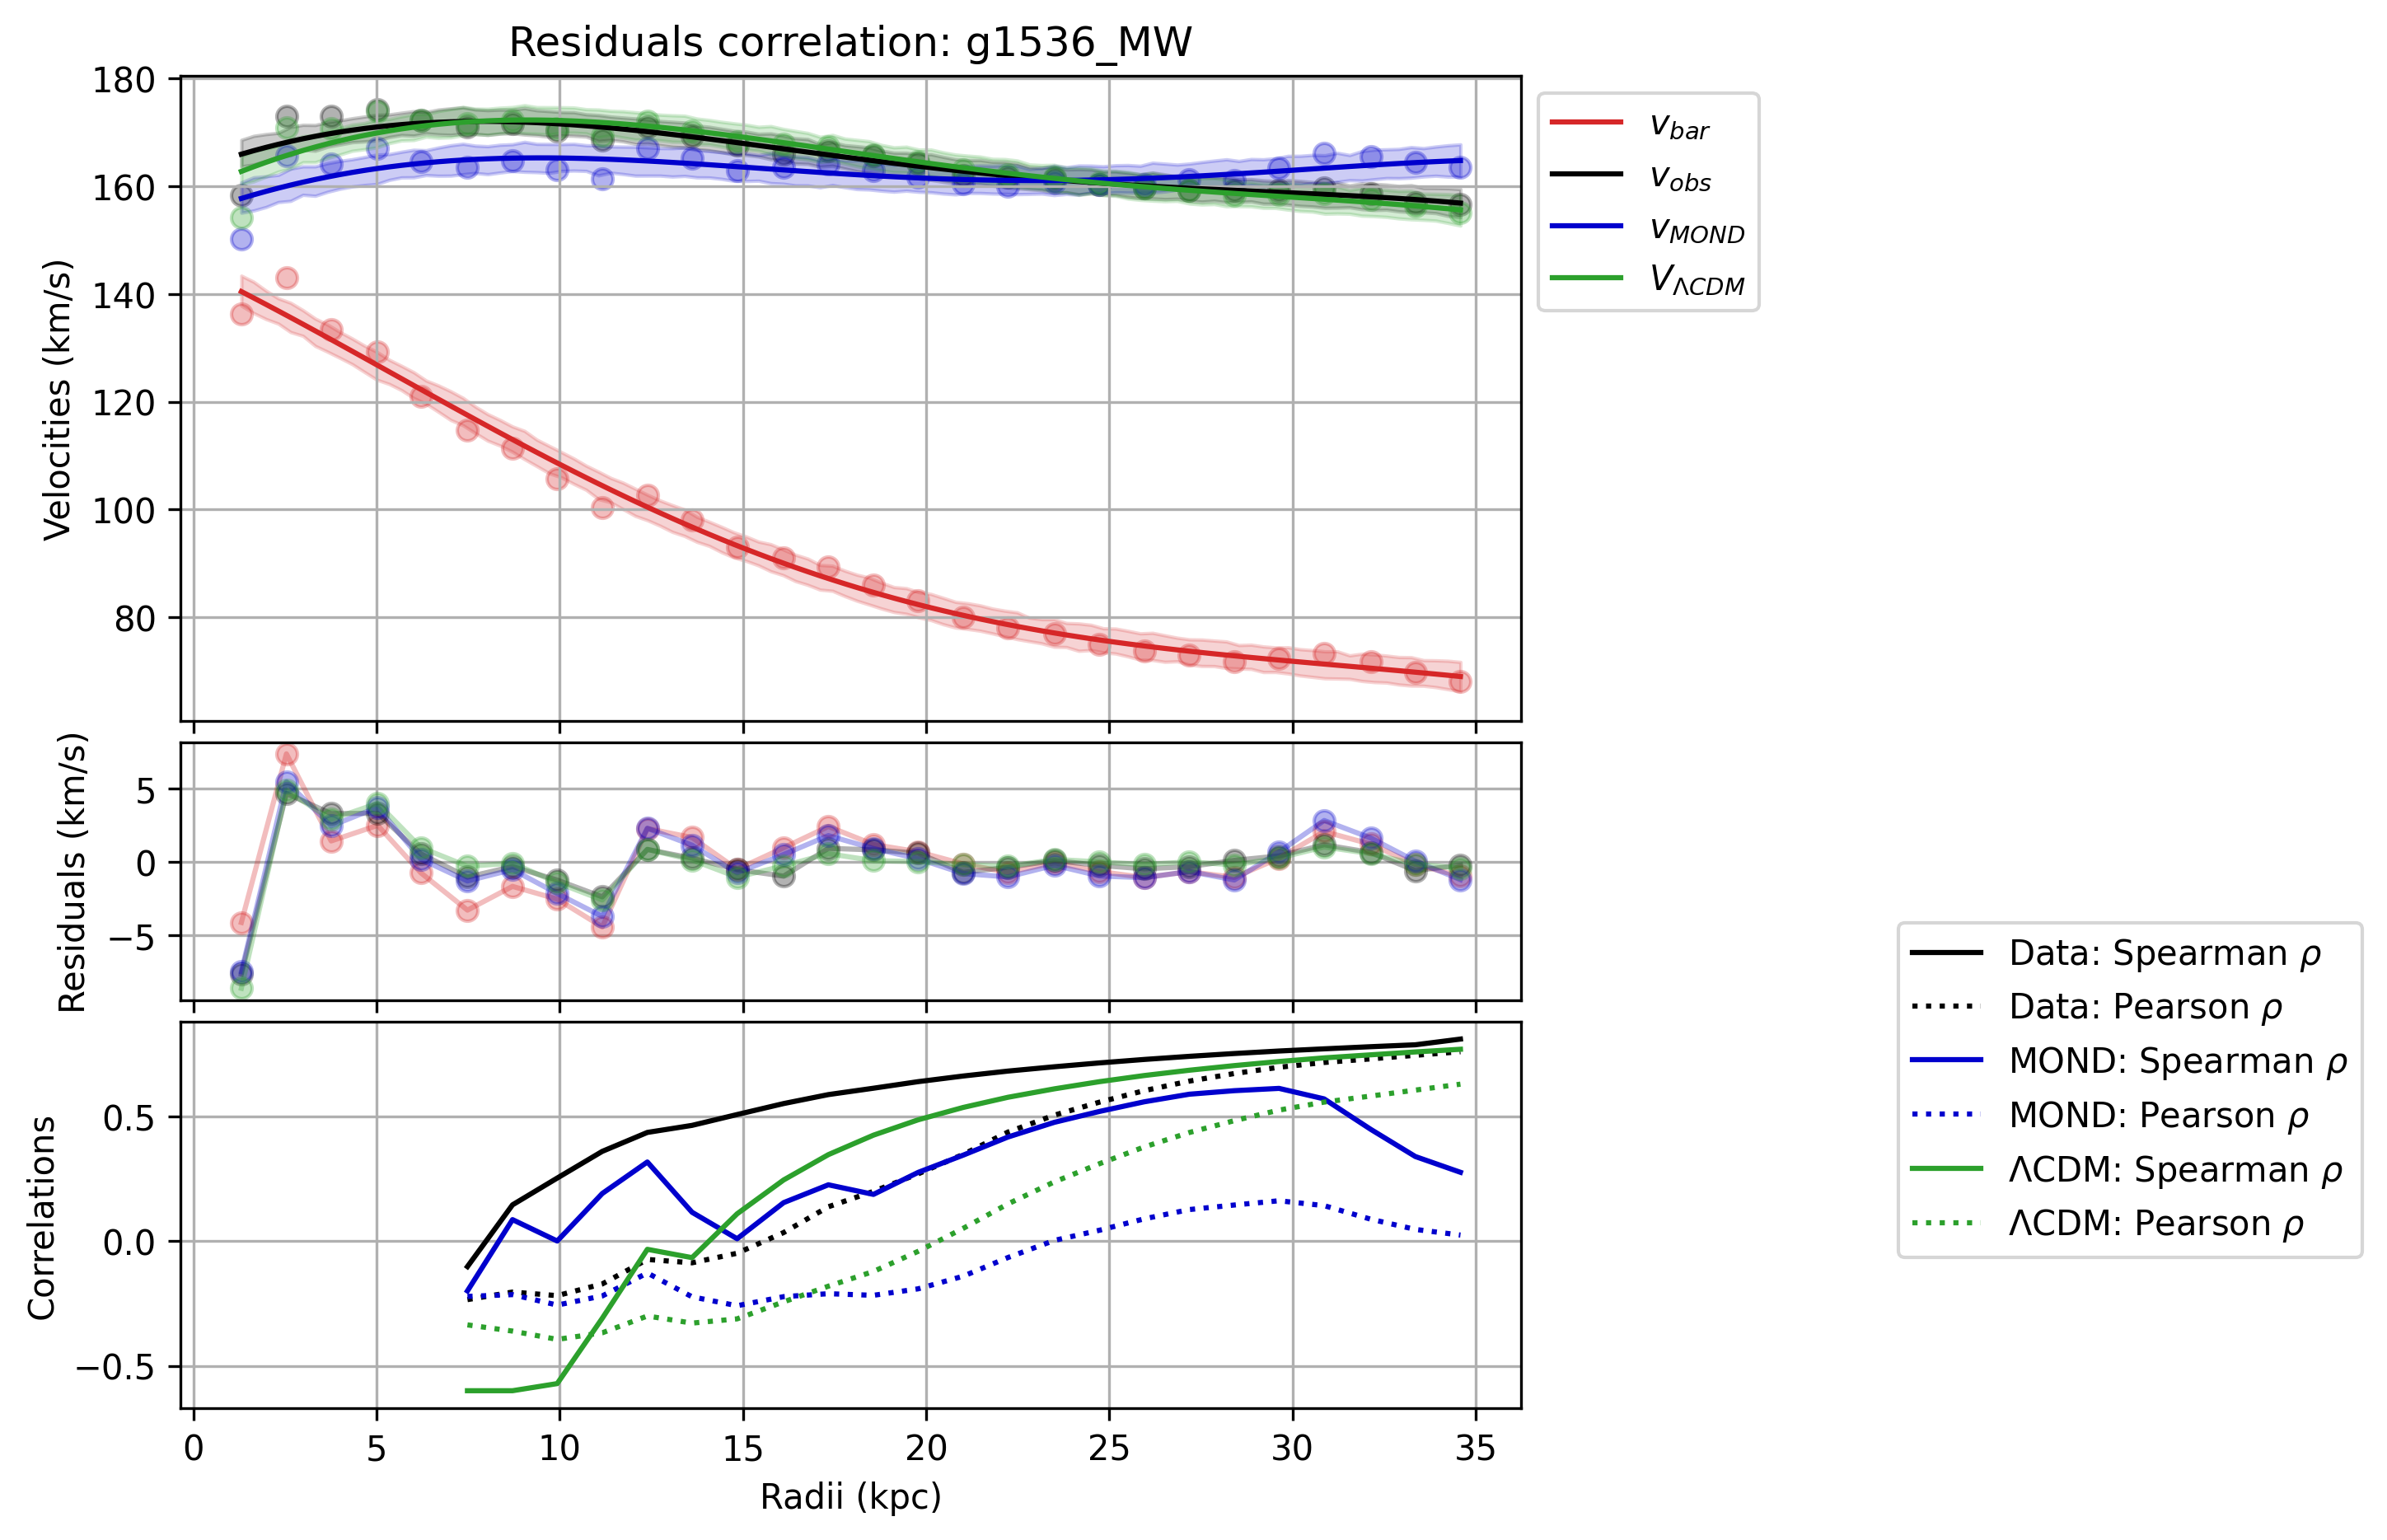 Residuals correlation: g1536_MW
180
160
140
120
100
80
Velocities (km/s)
v_bar
v_obs
v_MOND
V_ΛCDM
5
0
−5
Residuals (km/s)
0.5
0.0
−0.5
Correlations
Data: Spearman ρ
Data: Pearson ρ
MOND: Spearman ρ
MOND: Pearson ρ
ΛCDM: Spearman ρ
ΛCDM: Pearson ρ
0 5 10 15 20 25 30 35
Radii (kpc)